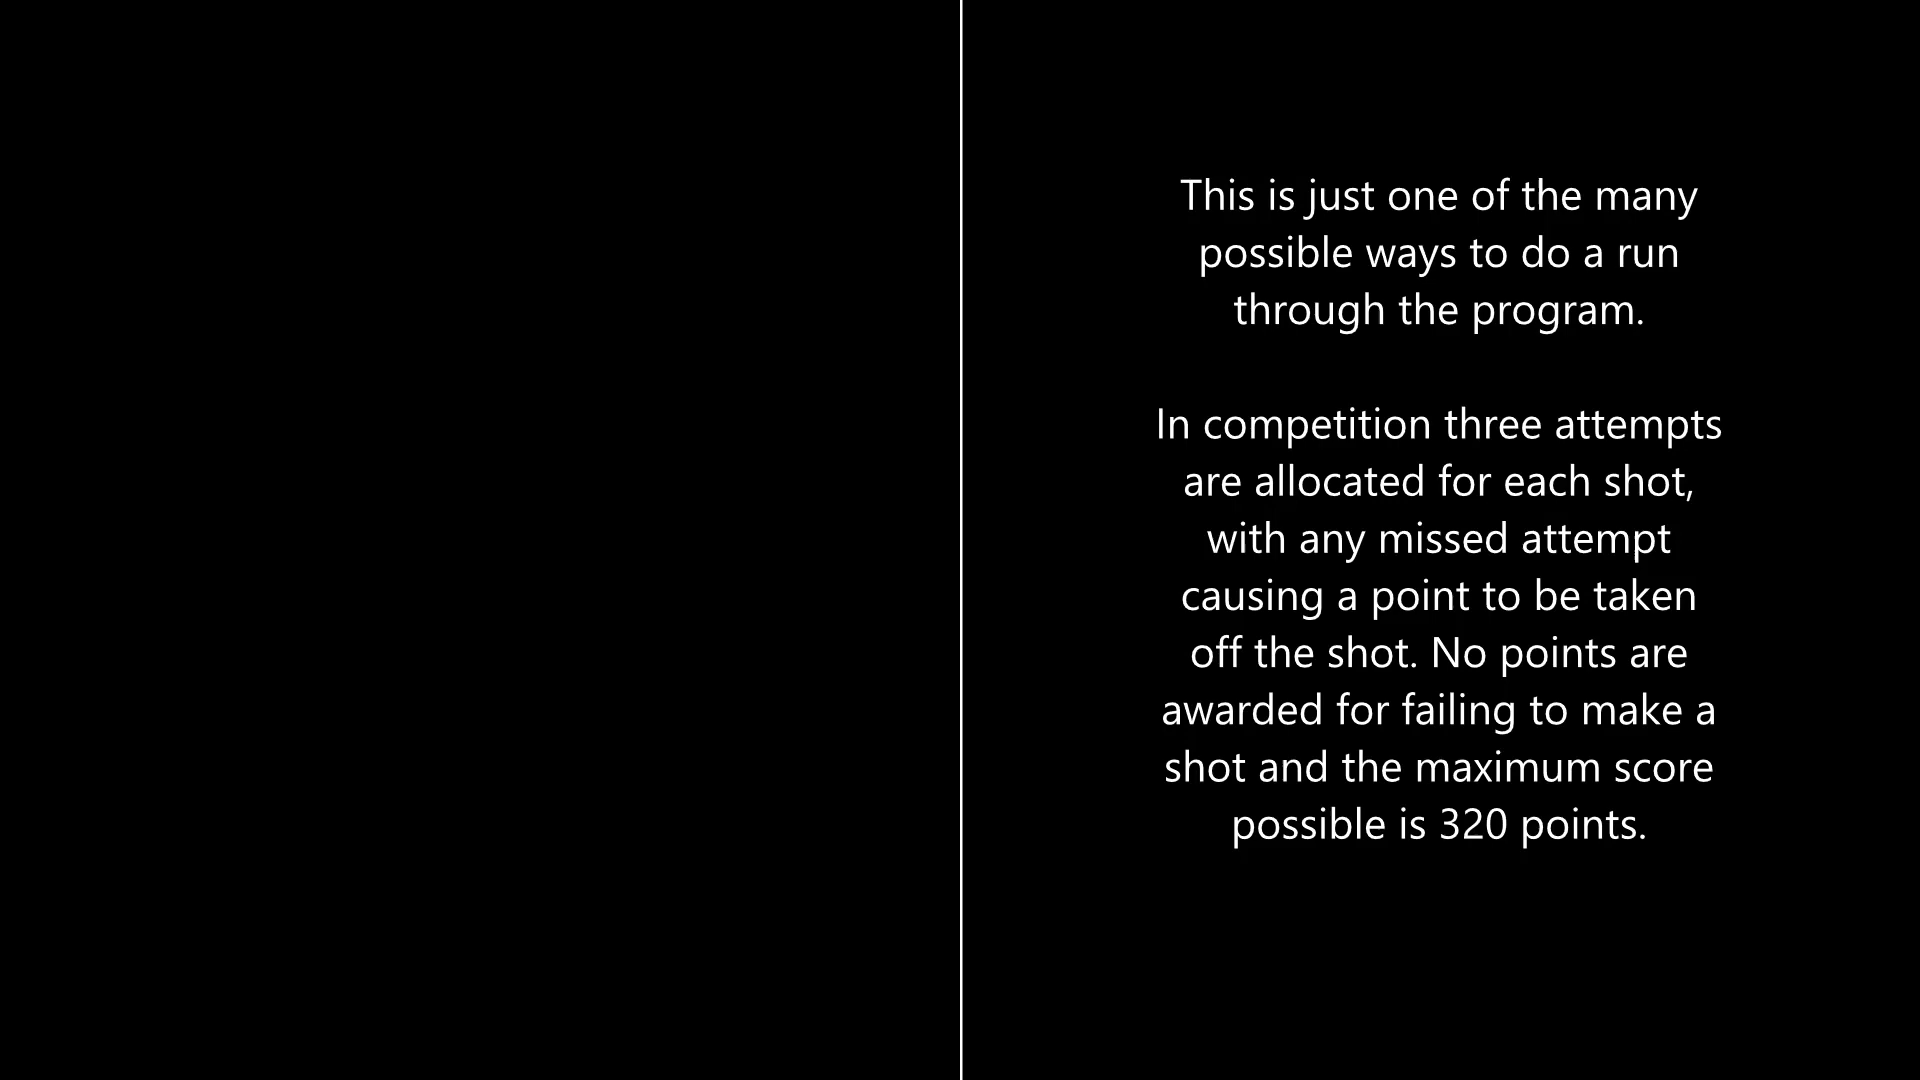 This is just one of the many
possible ways to do a run
through the program.
In competition three attempts
are allocated for each shot,
with any missed attempt
causing a point to be taken
off the shot. No points are
awarded for failing to make a
shot and the maximum score
possible is 320 points.